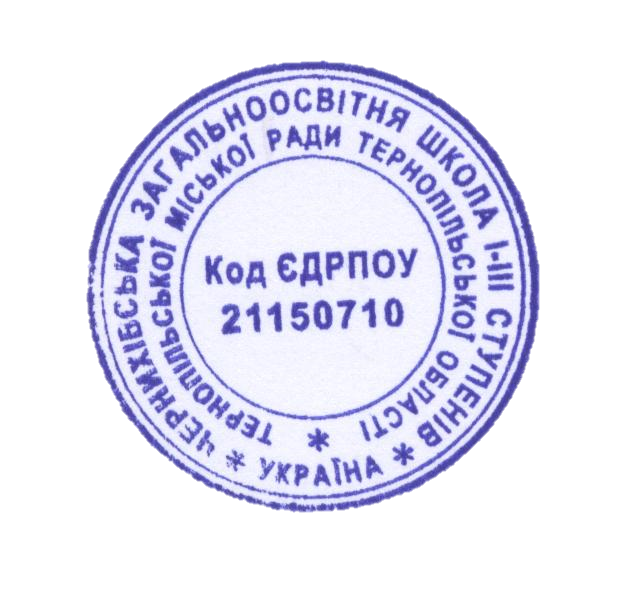 ЧЕРНИХІВСЬКА ЗАГАЛЬНООСВІТНЯ ШКОЛА І-ІІІ СТУПЕНІВ
* УКРАЇНА *
ТЕРНОПІЛЬСЬКОЇ МІСЬКОЇ РАДИ ТЕРНОПІЛЬСЬКОЇ ОБЛАСТІ *
Код ЄДРПОУ
21150710